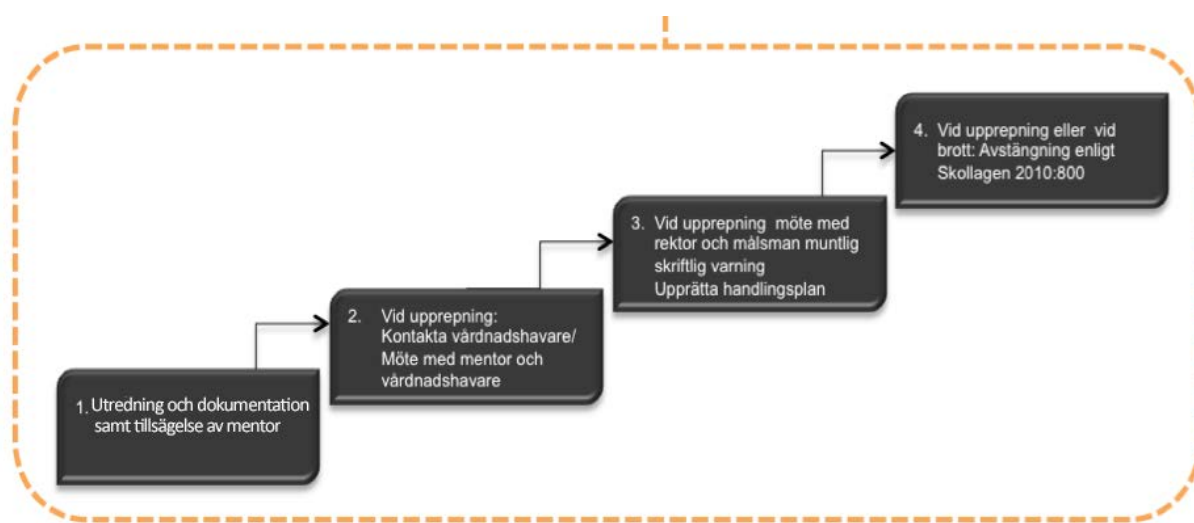 1. Utredning och dokumentation
samt tillsägelse av mentor
2. Vid upprepning:
Kontakta vårdnadshavare/
Möte med mentor och
vårdnadshavare
3. Vid upprepning möte med
rektor och målsman muntlig
skriftlig varning
Upprätta handlingsplan
4. Vid upprepning eller vid
brott: Avstängning enligt
Skollagen 2010:800